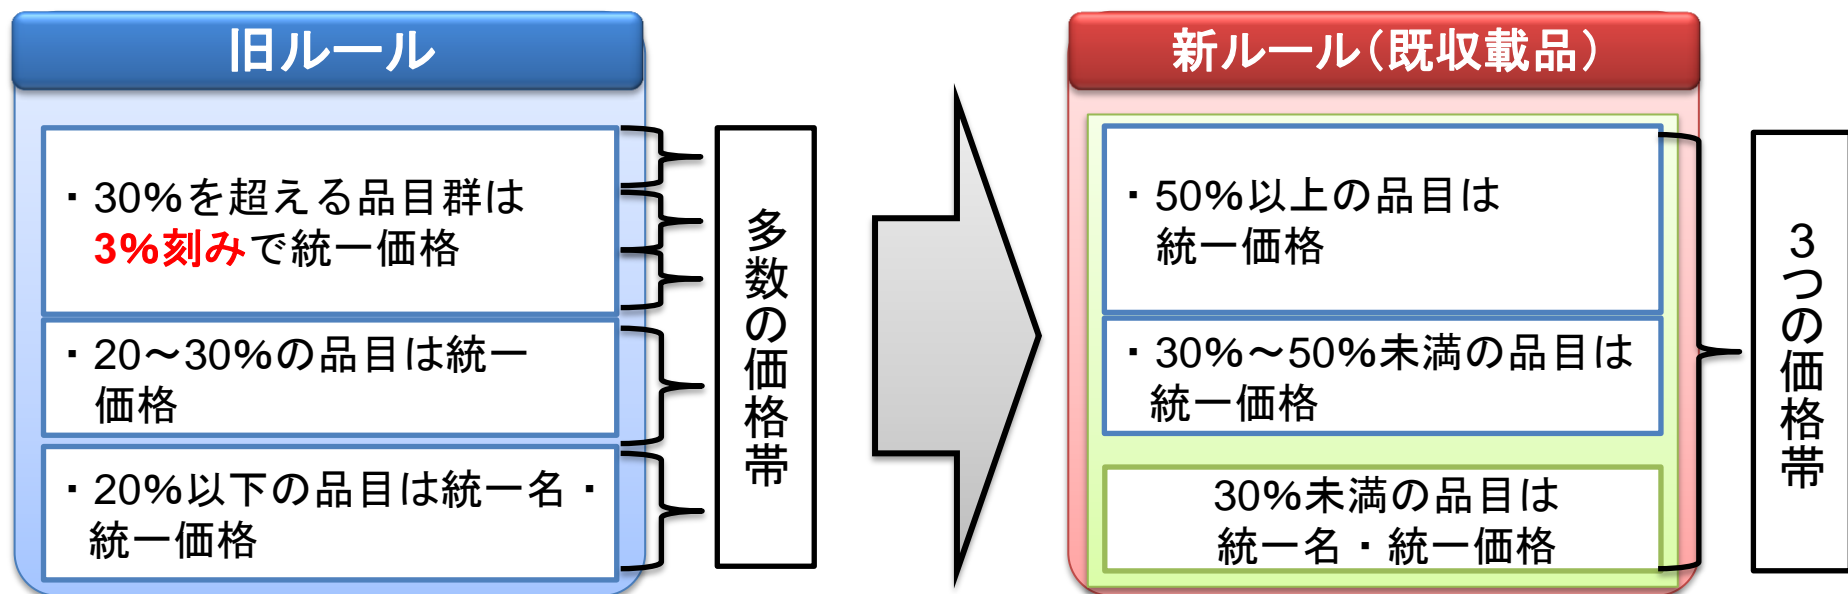 旧ルール
・30%を超える品目群は
3%刻みで統一価格
・20～30%の品目は統一
価格
・20%以下の品目は統一名・
統一価格
多数の価格帯
新ルール(既収載品)
・50%以上の品目は
統一価格
・30%～50%未満の品目は
統一価格
30%未満の品目は
統一名・統一価格
3つの価格帯